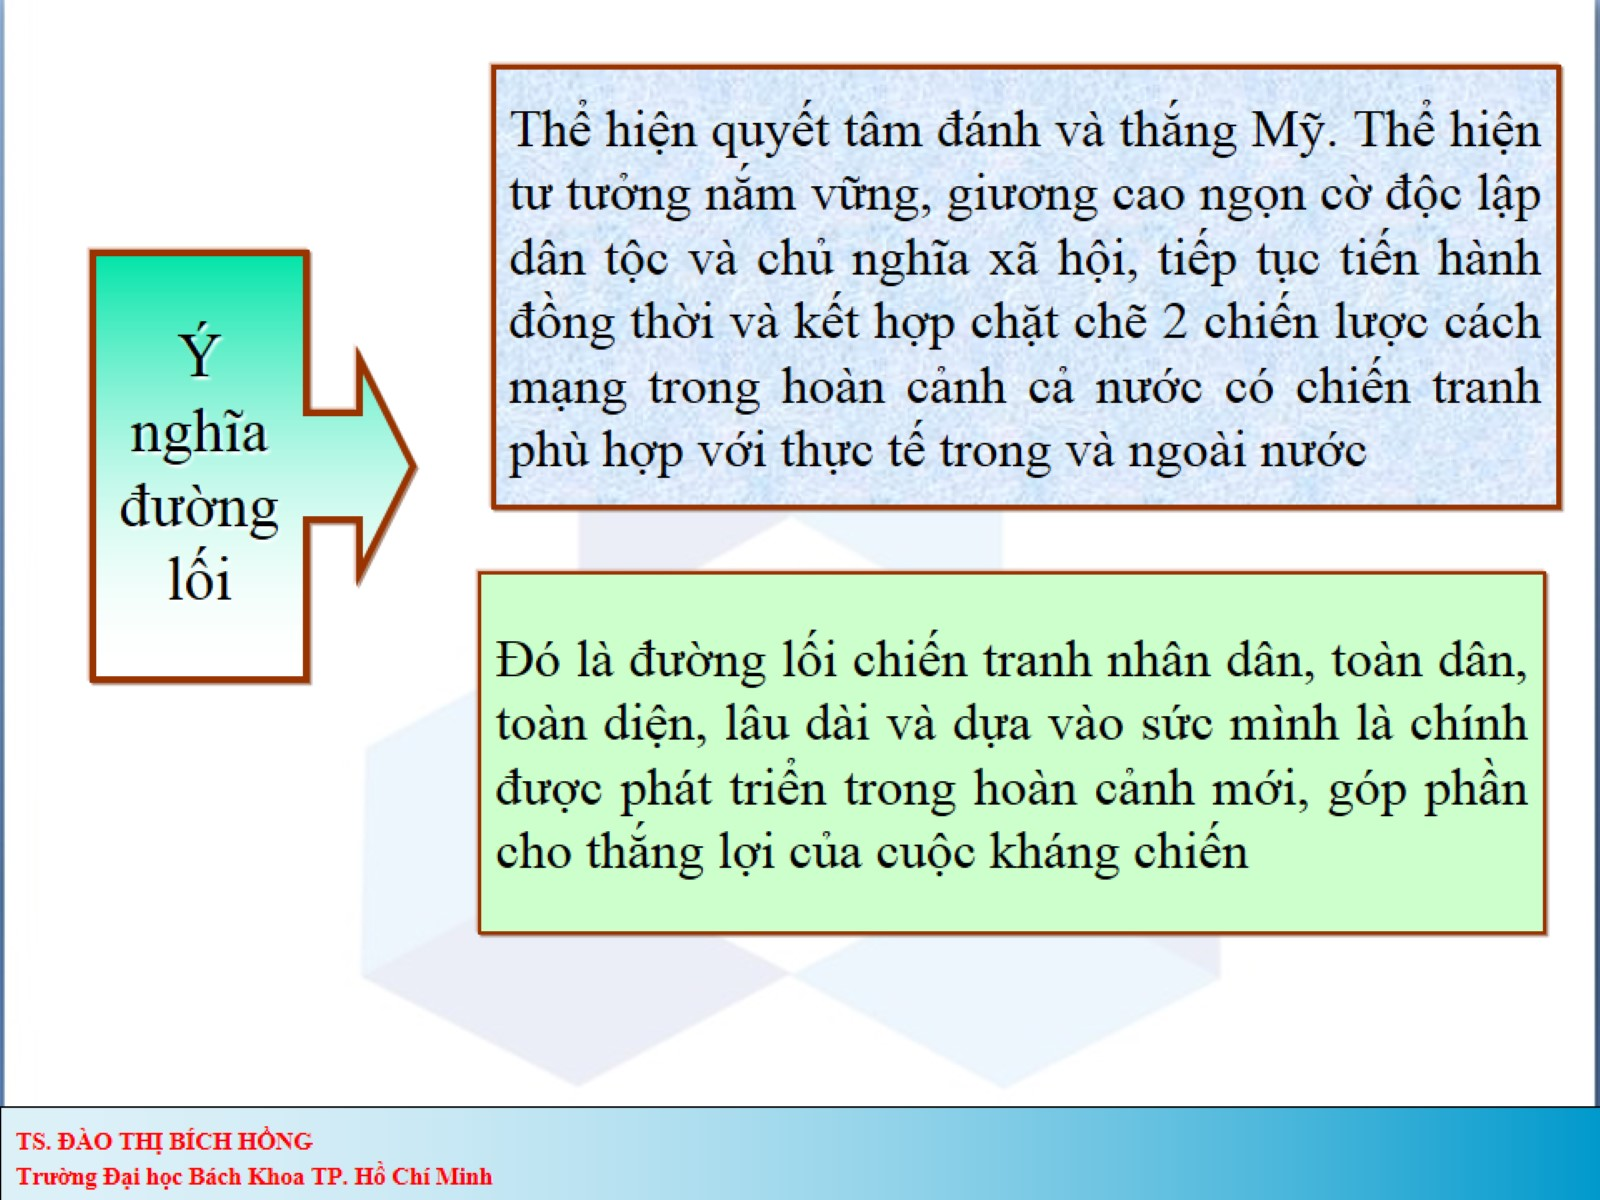 Ý
nghĩa
đường
lối
Thể hiện quyết tâm đánh và thắng Mỹ. Thể hiện
tư tưởng nắm vững, giương cao ngọn cờ độc lập
dân tộc và chủ nghĩa xã hội, tiếp tục tiến hành
đồng thời và kết hợp chặt chẽ 2 chiến lược cách
mạng trong hoàn cảnh cả nước có chiến tranh
phù hợp với thực tế trong và ngoài nước
Đó là đường lối chiến tranh nhân dân, toàn dân,
toàn diện, lâu dài và dựa vào sức mình là chính
được phát triển trong hoàn cảnh mới, góp phần
cho thắng lợi của cuộc kháng chiến
TS. ĐÀO THỊ BÍCH HỒNG
Trường Đại học Bách Khoa TP. Hồ Chí Minh